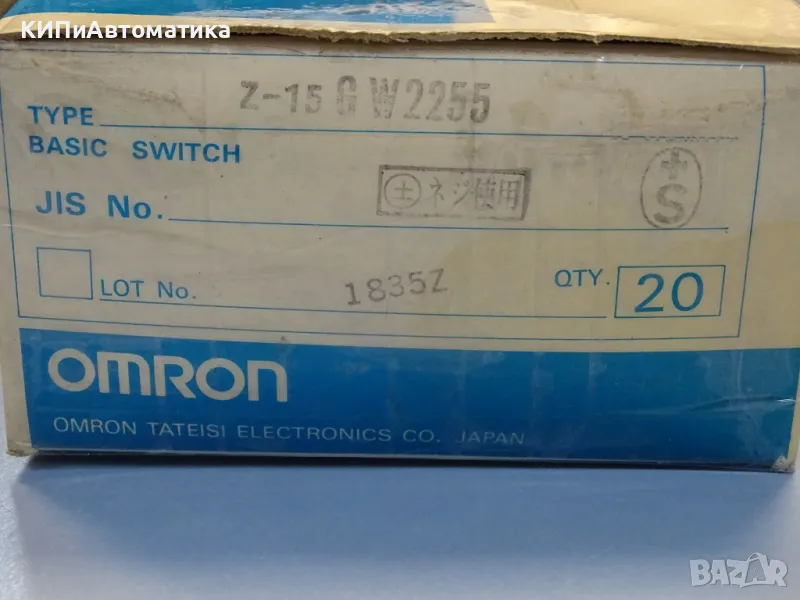 КИПиАвтоматика
TYPE Z-15 G W2255
BASIC SWITCH
JIS No. ㊏ネジ使用 +S
LOT No. 1835Z QTY. 20
OMRON
OMRON TATEISI ELECTRONICS CO. JAPAN
BAZAR